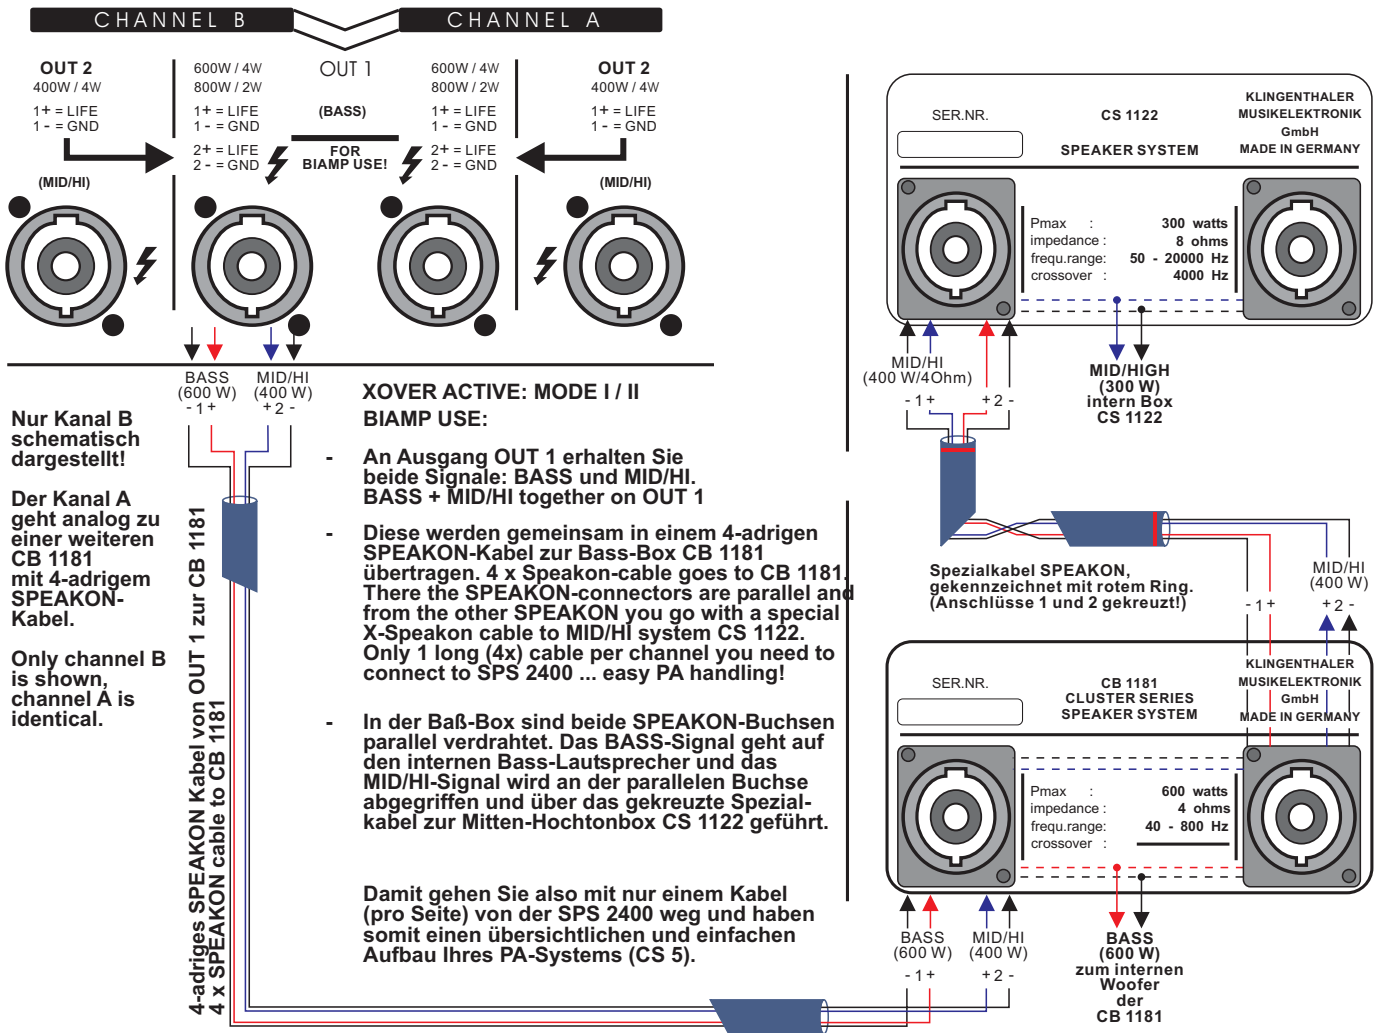 CHANNEL B
CHANNEL A
OUT 2
400W / 4W
1+ = LIFE
1 - = GND
(MID/HI)
600W / 4W
800W / 2W
1+ = LIFE
1 - = GND
2+ = LIFE
2 - = GND
OUT 1
(BASS)
FOR
BIAMP USE!
600W / 4W
800W / 2W
1+ = LIFE
1 - = GND
2+ = LIFE
2 - = GND
OUT 2
400W / 4W
1+ = LIFE
1 - = GND
(MID/HI)
BASS
(600 W)
- 1 +
MID/HI
(400 W)
+ 2 -
Nur Kanal B
schematisch
dargestellt!
Der Kanal A
geht analog zu
einer weiteren
CB 1181
mit 4-adrigem
SPEAKON-
Kabel.
Only channel B
is shown,
channel A is
identical.
4-adriges SPEAKON Kabel von OUT 1 zur CB 1181
4 x SPEAKON cable to CB 1181
XOVER ACTIVE: MODE I / II
BIAMP USE:
- An Ausgang OUT 1 erhalten Sie
beide Signale: BASS und MID/HI.
BASS + MID/HI together on OUT 1
- Diese werden gemeinsam in einem 4-adrigen
SPEAKON-Kabel zur Bass-Box CB 1181
übertragen. 4 x Speakon-cable goes to CB 1181.
There the SPEAKON-connectors are parallel and
from the other SPEAKON you go with a special
X-Speakon cable to MID/HI system CS 1122.
Only 1 long (4x) cable per channel you need to
connect to SPS 2400 ... easy PA handling!
- In der Baß-Box sind beide SPEAKON-Buchsen
parallel verdrahtet. Das BASS-Signal geht auf
den internen Bass-Lautsprecher und das
MID/HI-Signal wird an der parallelen Buchse
abgegriffen und über das gekreuzte Spezial-
kabel zur Mitten-Hochtonbox CS 1122 geführt.
Damit gehen Sie also mit nur einem Kabel
(pro Seite) von der SPS 2400 weg und haben
somit einen übersichtlichen und einfachen
Aufbau Ihres PA-Systems (CS 5).
SER.NR.
CS 1122
SPEAKER SYSTEM
KLINGENTHALER
MUSIKELEKTRONIK
GmbH
MADE IN GERMANY
Pmax : 300 watts
impedance : 8 ohms
frequ.range: 50 - 20000 Hz
crossover : 4000 Hz
MID/HI
(400 W/4Ohm)
- 1 +
+ 2 -
MID/HIGH
(300 W)
intern Box
CS 1122
Spezialkabel SPEAKON,
gekennzeichnet mit rotem Ring.
(Anschlüsse 1 und 2 gekreuzt!)
MID/HI
(400 W)
- 1 +
+ 2 -
SER.NR.
CB 1181
CLUSTER SERIES
SPEAKER SYSTEM
KLINGENTHALER
MUSIKELEKTRONIK
GmbH
MADE IN GERMANY
Pmax : 600 watts
impedance : 4 ohms
frequ.range: 40 - 800 Hz
crossover :
BASS
(600 W)
- 1 +
MID/HI
(400 W)
+ 2 -
BASS
(600 W)
zum internen
Woofer
der
CB 1181